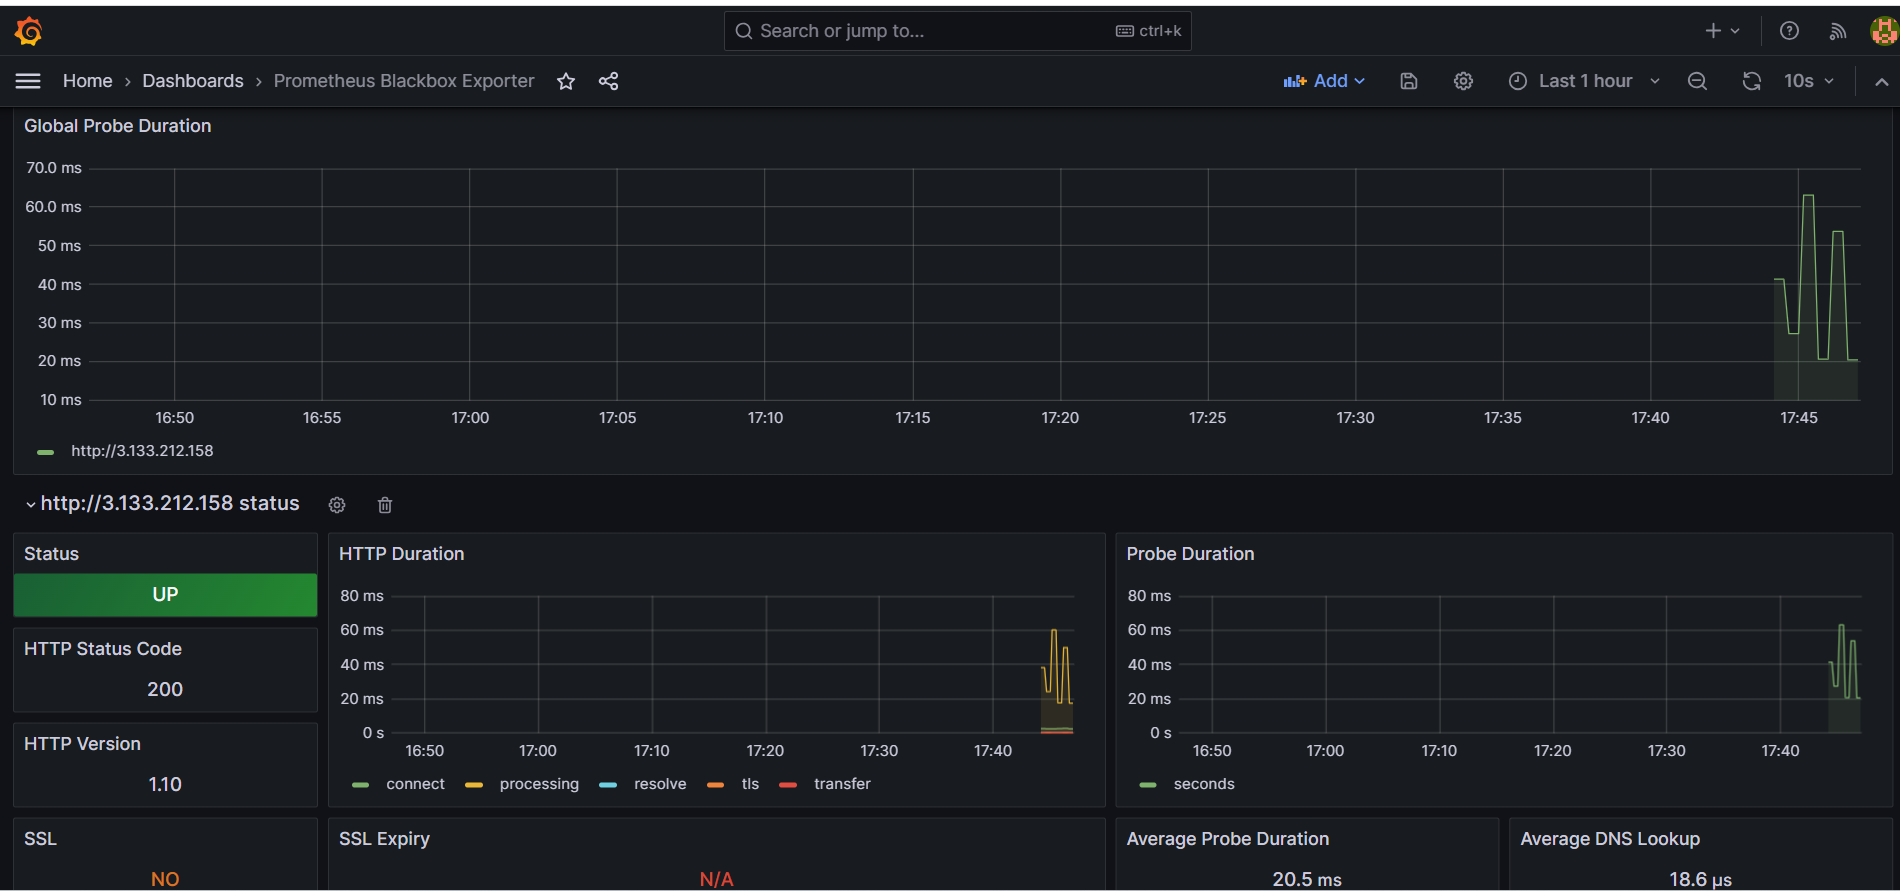 Search or jump to... ctrl+k
Home › Dashboards › Prometheus Blackbox Exporter Add Last 1 hour 10s
Global Probe Duration
70.0 ms
60.0 ms
50 ms
40 ms
30 ms
20 ms
10 ms
16:50 16:55 17:00 17:05 17:10 17:15 17:20 17:25 17:30 17:35 17:40 17:45
http://3.133.212.158
http://3.133.212.158 status
Status
UP
HTTP Status Code
200
HTTP Version
1.10
HTTP Duration
80 ms
60 ms
40 ms
20 ms
0 s
16:50 17:00 17:10 17:20 17:30 17:40
connect processing resolve tls transfer
Probe Duration
80 ms
60 ms
40 ms
20 ms
0 s
16:50 17:00 17:10 17:20 17:30 17:40
seconds
SSL
NO
SSL Expiry
N/A
Average Probe Duration
20.5 ms
Average DNS Lookup
18.6 µs